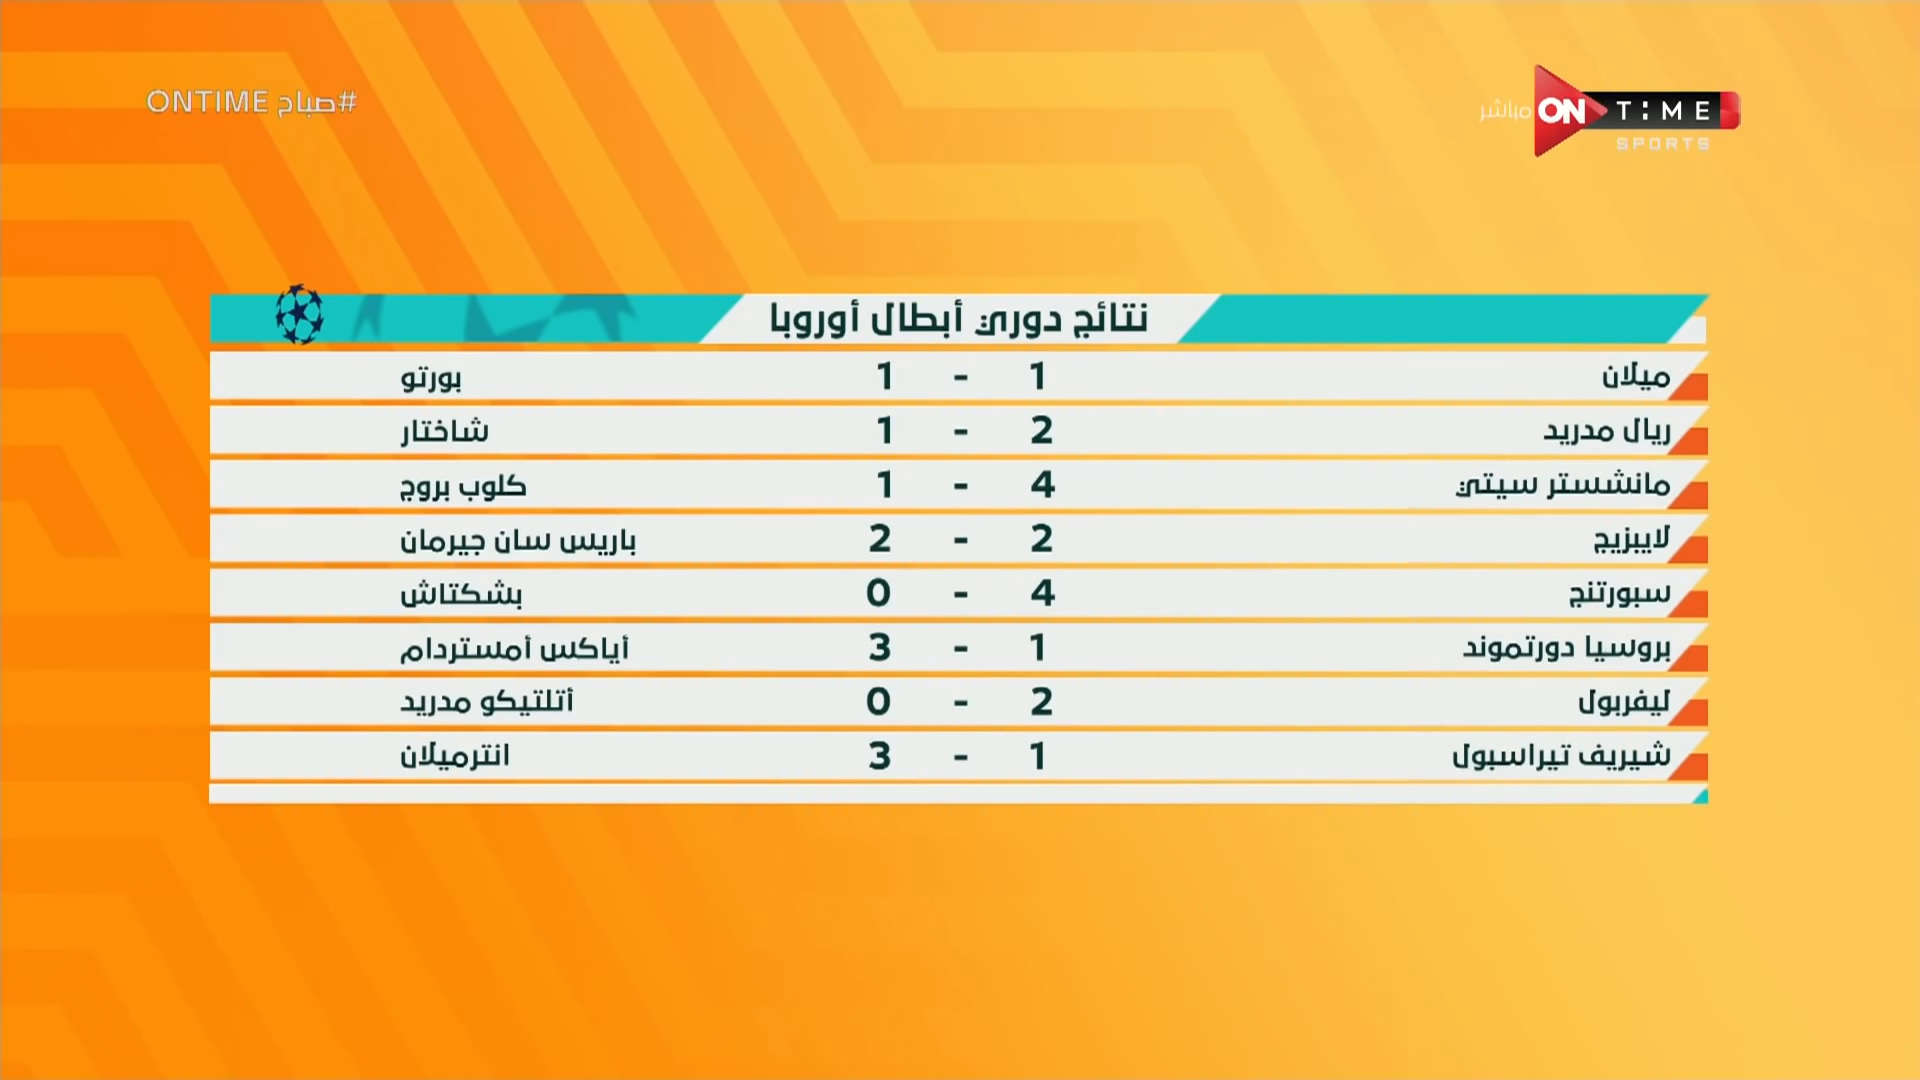 #صباح ONTIME
مباشر ON TIME
SPORTS
نتائج دوري أبطال أوروبا
ميلان 1 - 1 بورتو
ريال مدريد 2 - 1 شاختار
مانشستر سيتي 4 - 1 كلوب بروج
لايبزيج 2 - 2 باريس سان جيرمان
سبورتنج 4 - 0 بشكتاش
بروسيا دورتموند 1 - 3 أياكس أمستردام
ليفربول 2 - 0 أتلتيكو مدريد
شيريف تيراسبول 1 - 3 انترميلان